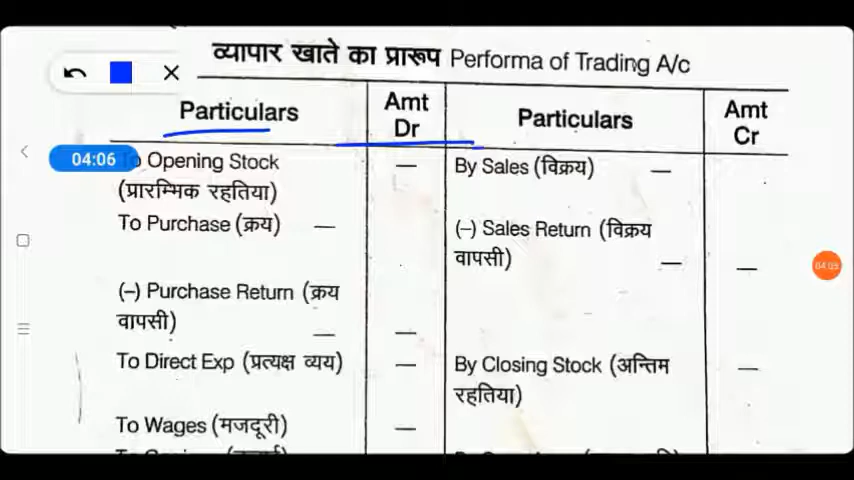 व्यापार खाते का प्रारूप Performa of Trading A/c
Particulars
Amt
Dr
Particulars
Amt
Cr
04:06
Opening Stock
(प्रारम्भिक रहतिया)
—
By Sales (विक्रय) —
To Purchase (क्रय) —
(–) Sales Return (विक्रय
वापसी) — —
04:05
(–) Purchase Return (क्रय
वापसी) — —
To Direct Exp (प्रत्यक्ष व्यय) —
By Closing Stock (अन्तिम
रहतिया) —
To Wages (मजदूरी) —